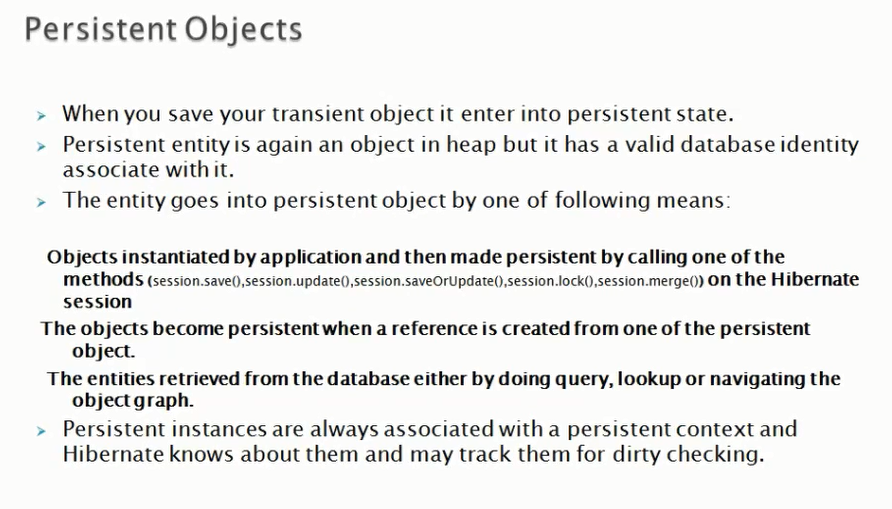 Persistent Objects
When you save your transient object it enter into persistent state.
Persistent entity is again an object in heap but it has a valid database identity
associate with it.
The entity goes into persistent object by one of following means:
Objects instantiated by application and then made persistent by calling one of the
methods (session.save(),session.update(),session.saveOrUpdate(),session.lock(),session.merge()) on the Hibernate
session
The objects become persistent when a reference is created from one of the persistent
object.
The entities retrieved from the database either by doing query, lookup or navigating the
object graph.
Persistent instances are always associated with a persistent context and
Hibernate knows about them and may track them for dirty checking.